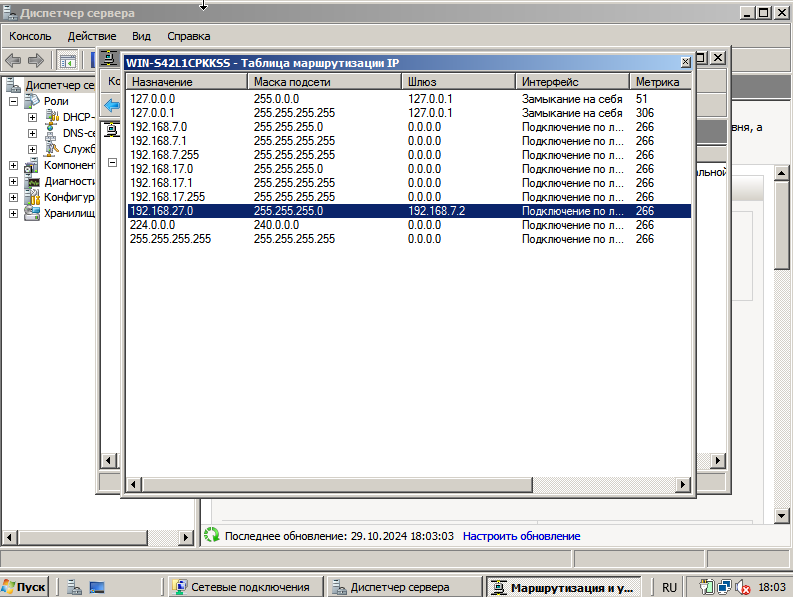 Диспетчер сервера
Консоль Действие Вид Справка
WIN-S42L1CPKKSS - Таблица маршрутизации IP
Назначение Маска подсети Шлюз Интерфейс Метрика
127.0.0.0 255.0.0.0 127.0.0.1 Замыкание на себя 51
127.0.0.1 255.255.255.255 127.0.0.1 Замыкание на себя 306
192.168.7.0 255.255.255.0 0.0.0.0 Подключение по л... 266
192.168.7.1 255.255.255.255 0.0.0.0 Подключение по л... 266
192.168.7.255 255.255.255.255 0.0.0.0 Подключение по л... 266
192.168.17.0 255.255.255.0 0.0.0.0 Подключение по л... 266
192.168.17.1 255.255.255.255 0.0.0.0 Подключение по л... 266
192.168.17.255 255.255.255.255 0.0.0.0 Подключение по л... 266
192.168.27.0 255.255.255.0 192.168.7.2 Подключение по л... 266
224.0.0.0 240.0.0.0 0.0.0.0 Подключение по л... 266
255.255.255.255 255.255.255.255 0.0.0.0 Подключение по л... 266
Диспетчер се
Роли
DHCP-
DNS-се
Служб
Компонент
Диагности
Конфигур
Хранилищ
Ко
вня, а
альной
Последнее обновление: 29.10.2024 18:03:03 Настроить обновление
Пуск Сетевые подключения Диспетчер сервера Маршрутизация и у... RU 18:03